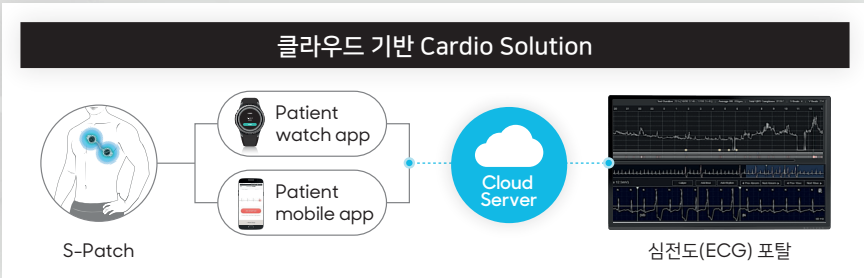 클라우드 기반 Cardio Solution
Patient
watch app
Patient
mobile app
Cloud
Server
S-Patch
심전도(ECG) 포탈